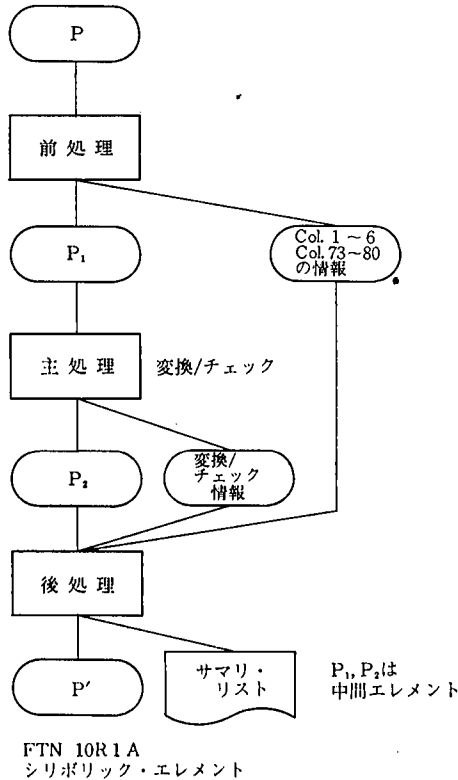 P
前処理
P₁
Col. 1～6
Col. 73～80
の情報
主処理
変換/チェック
P₂
変換/
チェック
情報
後処理
P′
サマリ・
リスト
P₁, P₂は
中間エレメント
FTN 10R1A
シリボリック・エレメント